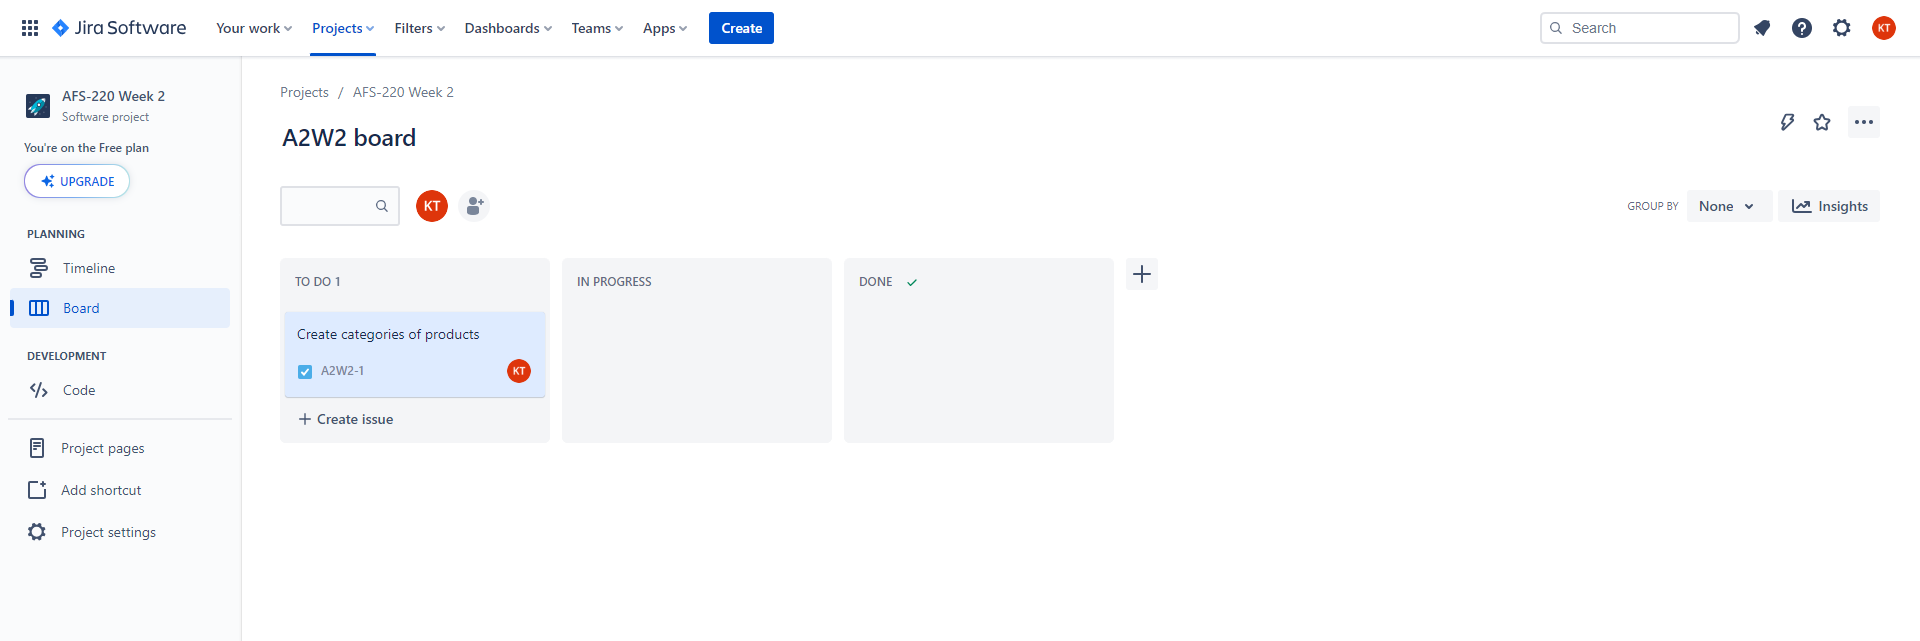 Jira Software
Your work
Projects
Filters
Dashboards
Teams
Apps
Create
Search
KT
AFS-220 Week 2
Software project
You're on the Free plan
UPGRADE
PLANNING
Timeline
Board
DEVELOPMENT
Code
Project pages
Add shortcut
Project settings
Projects / AFS-220 Week 2
A2W2 board
KT
GROUP BY
None
Insights
TO DO 1
Create categories of products
A2W2-1
KT
Create issue
IN PROGRESS
DONE